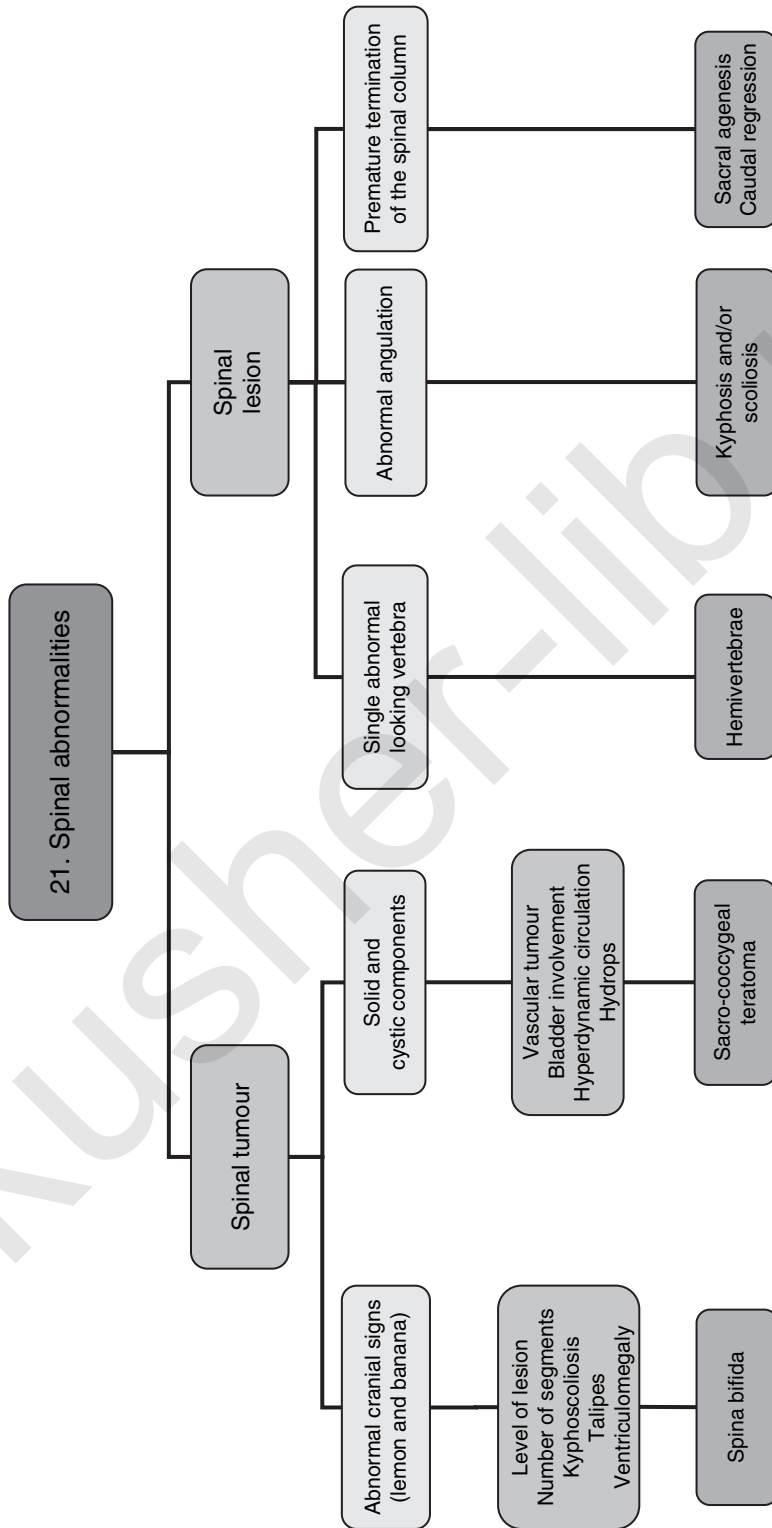 21. Spinal abnormalities
Spinal tumour
Spinal
lesion
Abnormal cranial signs
(lemon and banana)
Solid and
cystic components
Single abnormal
looking vertebra
Abnormal angulation
Premature termination
of the spinal column
Level of lesion
Number of segments
Kyphoscoliosis
Talipes
Ventriculomegaly
Vascular tumour
Bladder involvement
Hyperdynamic circulation
Hydrops
Spina bifida
Sacro-coccygeal
teratoma
Hemivertebrae
Kyphosis and/or
scoliosis
Sacral agenesis
Caudal regression
kusher-lib